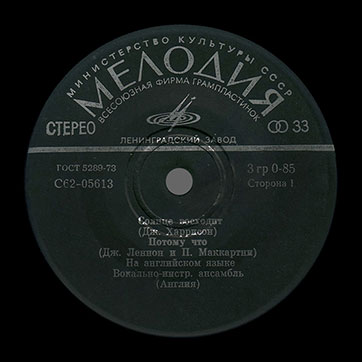 МИНИСТЕРСТВО КУЛЬТУРЫ СССР
МЕЛОДИЯ
ВСЕСОЮЗНАЯ ФИРМА ГРАМПЛАСТИНОК
СТЕРЕО
33
ЛЕНИНГРАДСКИЙ ЗАВОД
ГОСТ 5289-73
3 гр 0-85
С62-05613
Сторона 1
Солнце восходит
(Дж. Харрисон)
Потому что
(Дж. Леннон и П. Маккартни)
На английском языке
Вокально-инстр. ансамбль
(Англия)